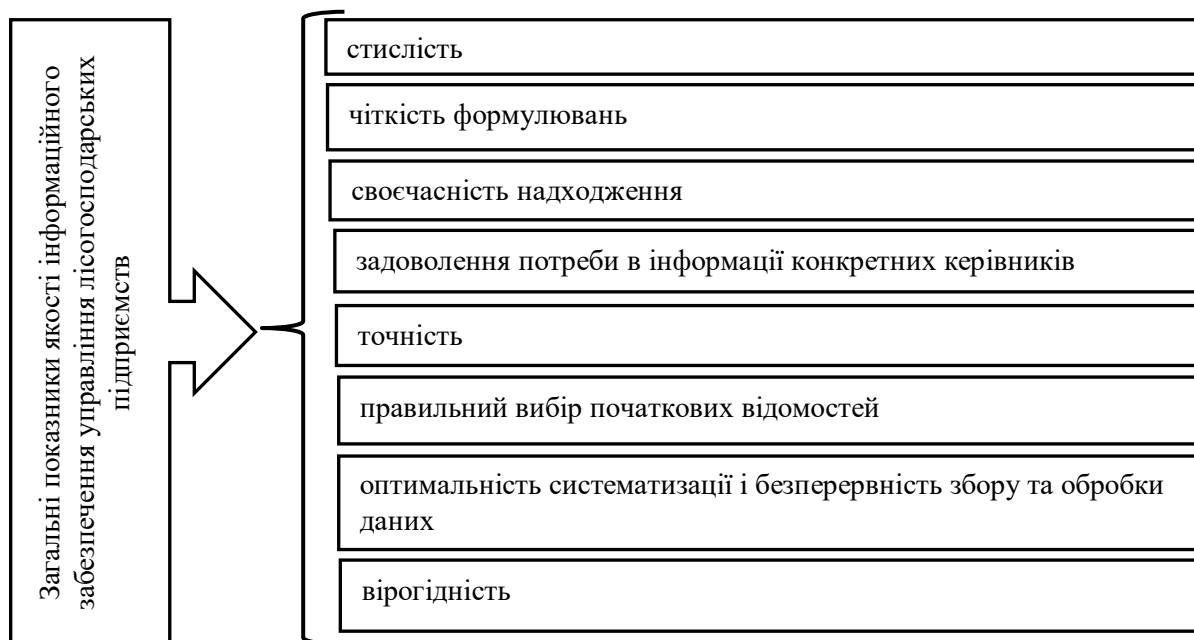 Загальні показники якості інформаційного
забезпечення управління лісогосподарських
підприємств
стислість
чіткість формулювань
своєчасність надходження
задоволення потреби в інформації конкретних керівників
точність
правильний вибір початкових відомостей
оптимальність систематизації і безперервність збору та обробки
даних
вірогідність